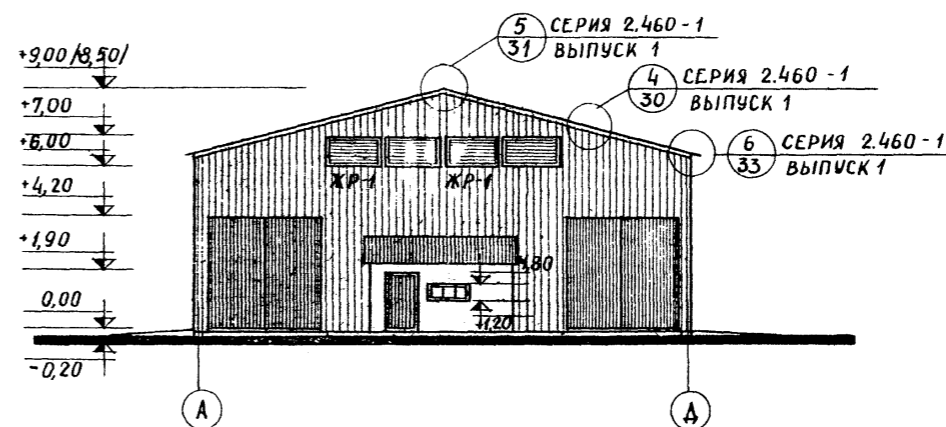 5 СЕРИЯ 2.460-1
31 ВЫПУСК 1
+9,00 /8,50/
4 СЕРИЯ 2.460-1
30 ВЫПУСК 1
+7,00
+6,00
6 СЕРИЯ 2.460-1
33 ВЫПУСК 1
ЖР-1 ЖР-1
+4,20
+1,90
1,80
0,00
1,20
-0,20
А Д